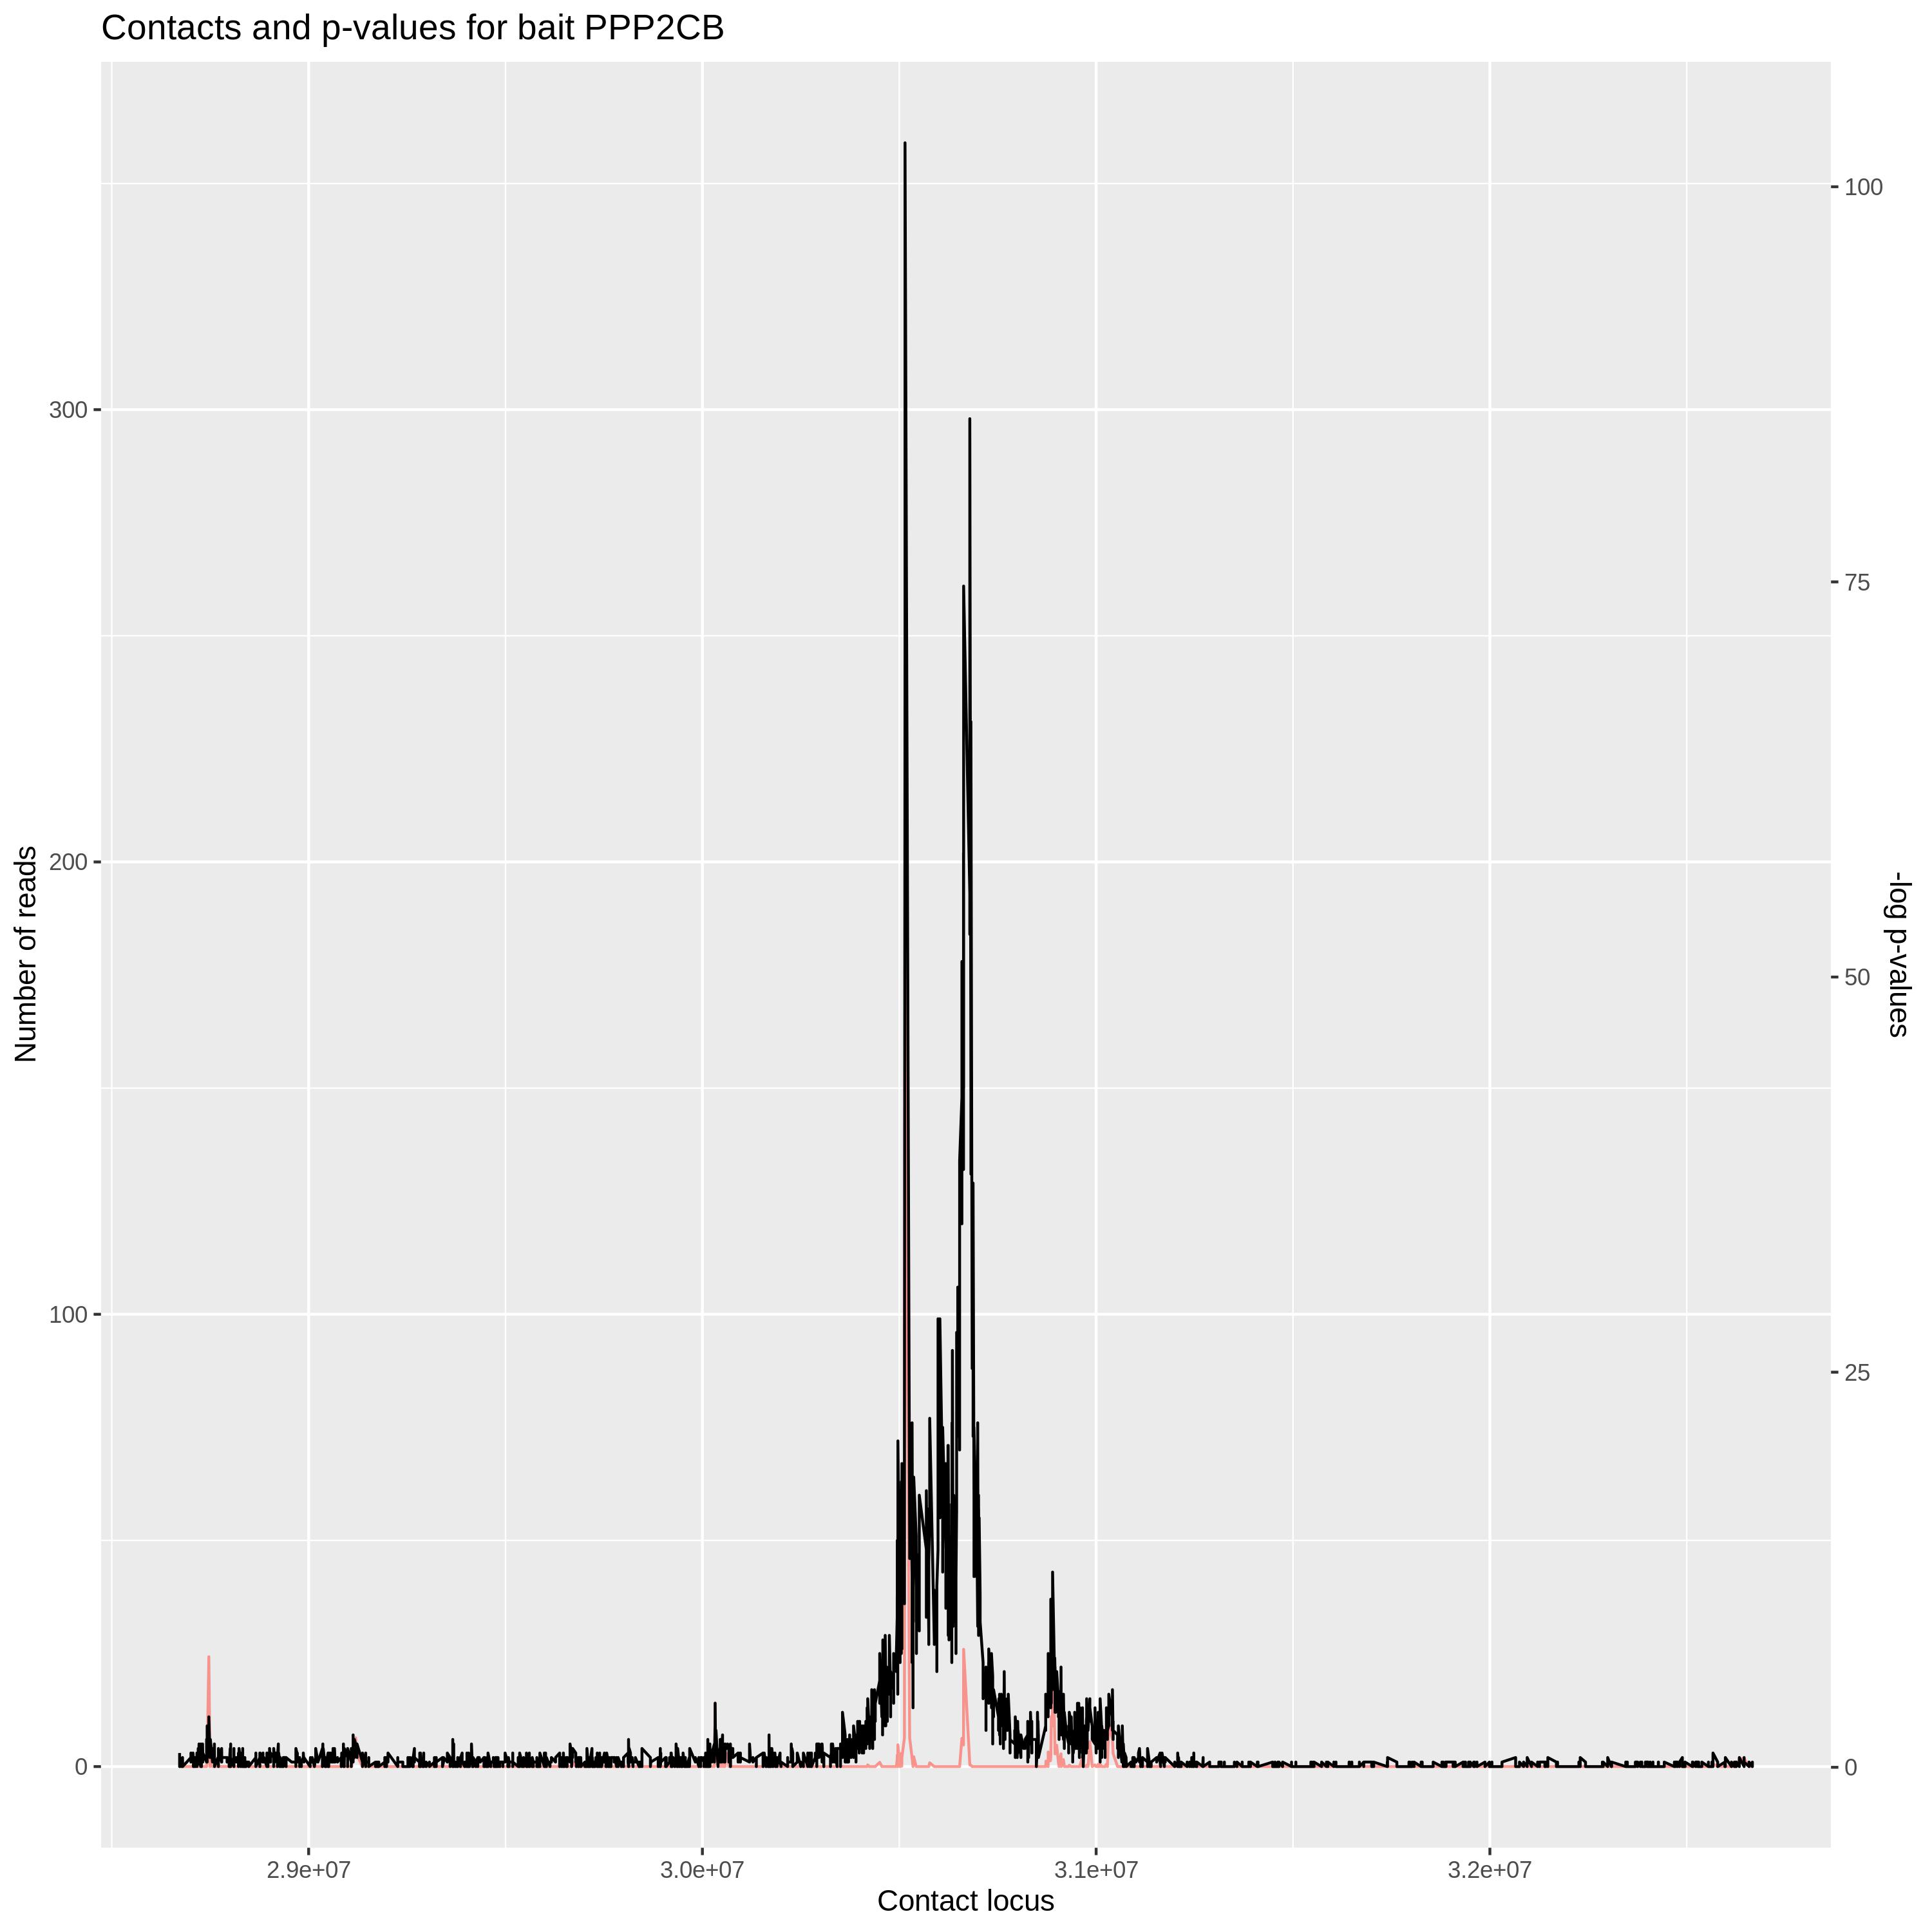 Contacts and p-values for bait PPP2CB
300
200
100
0
Number of reads
100
75
50
25
0
-log p-values
2.9e+07 3.0e+07 3.1e+07 3.2e+07
Contact locus